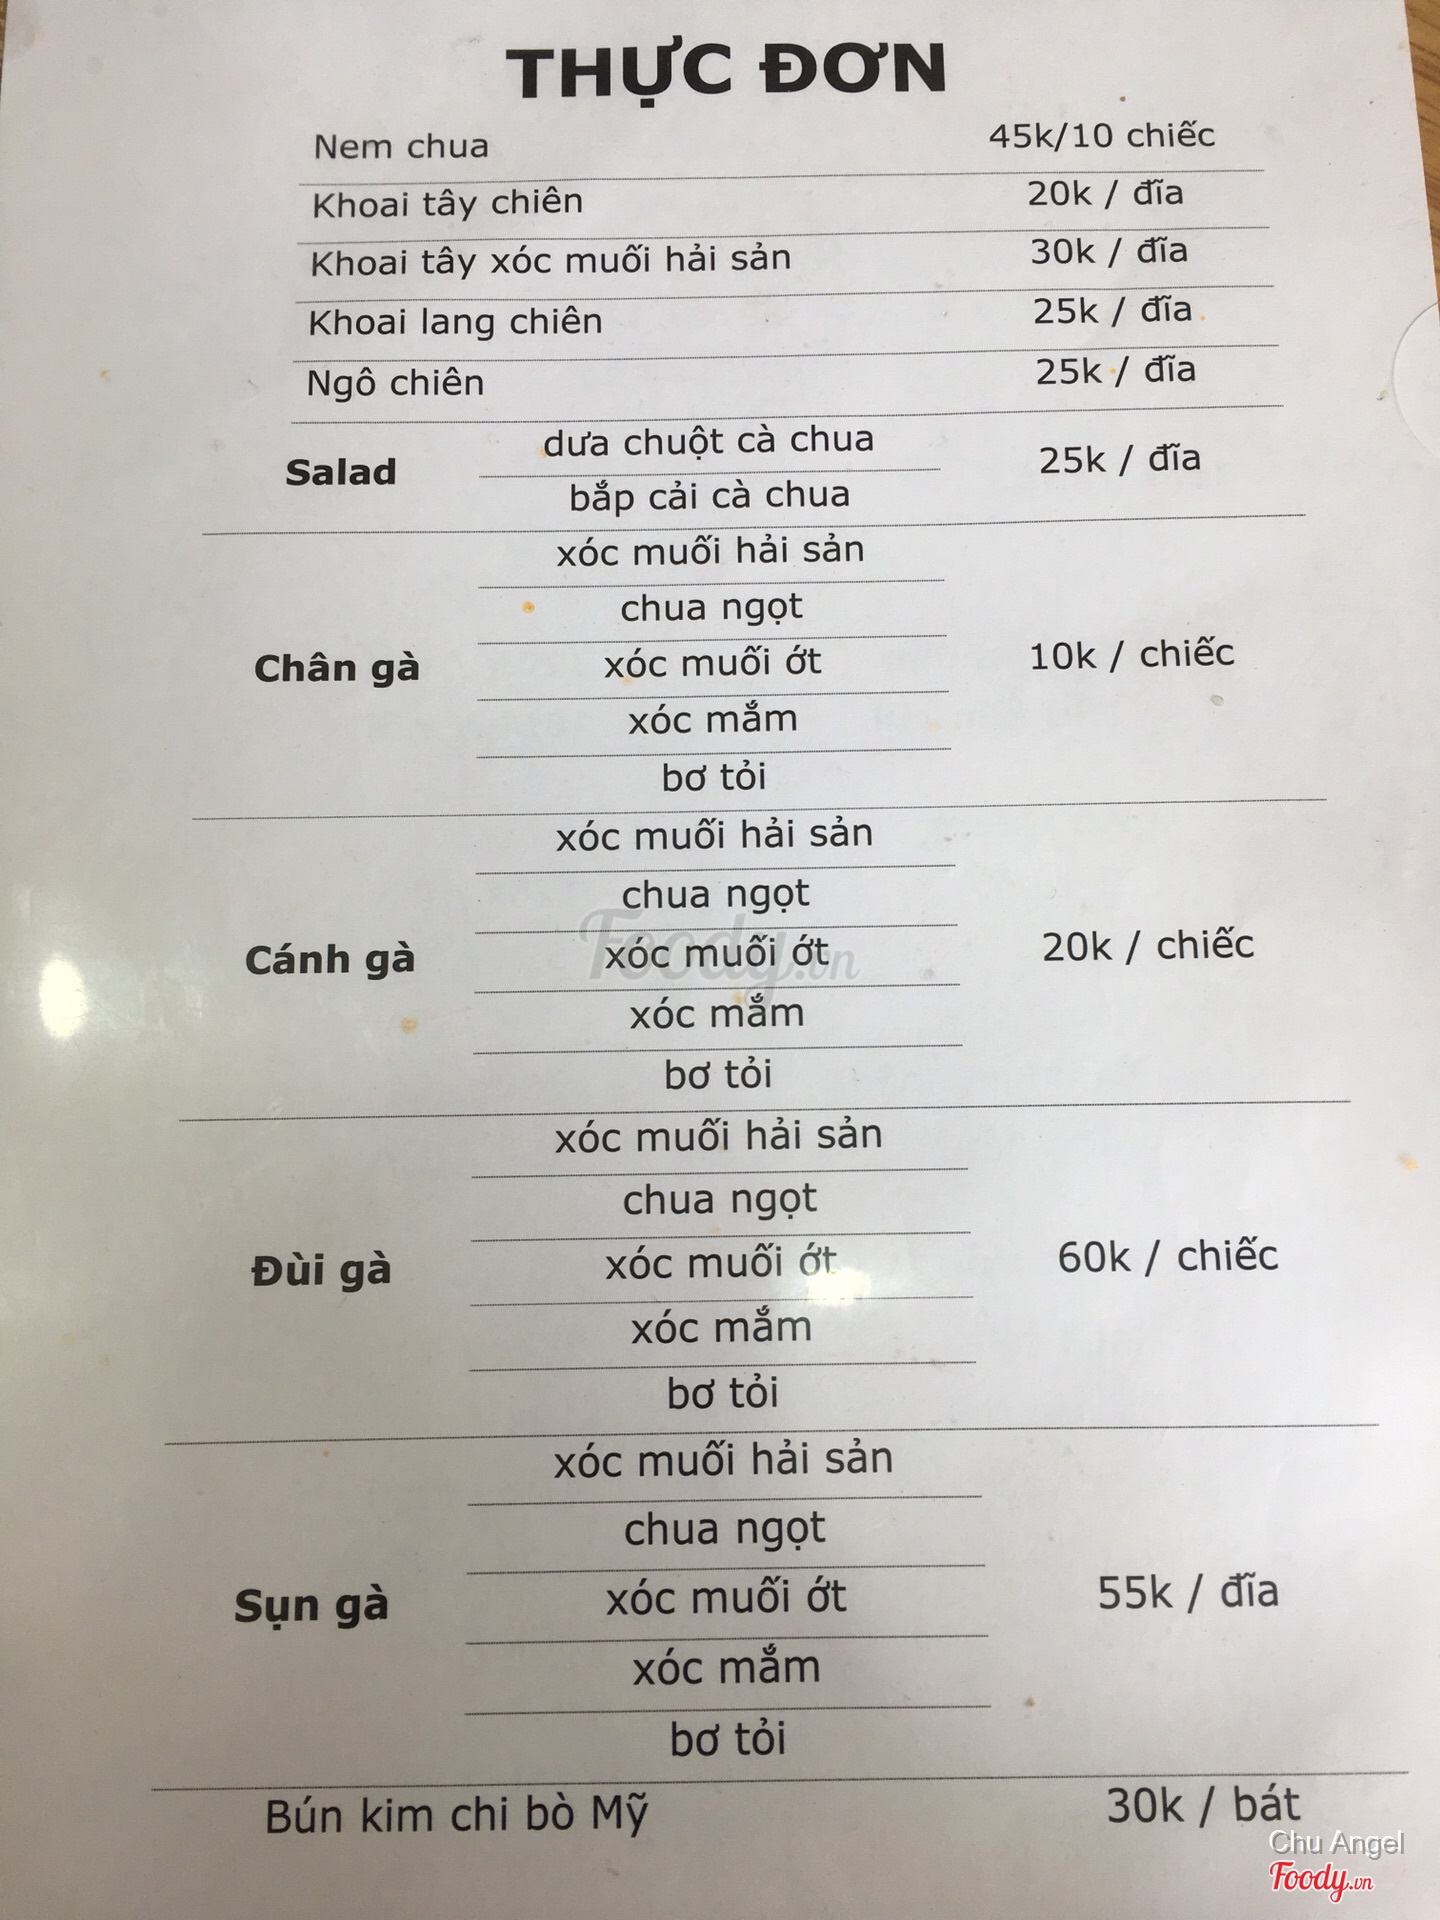 THỰC ĐƠN
Nem chua 45k/10 chiếc
Khoai tây chiên 20k / đĩa
Khoai tây xóc muối hải sản 30k / đĩa
Khoai lang chiên 25k / đĩa
Ngô chiên 25k / đĩa
Salad
dưa chuột cà chua
bắp cải cà chua
25k / đĩa
Chân gà
xóc muối hải sản
chua ngọt
xóc muối ớt
xóc mắm
bơ tỏi
10k / chiếc
Cánh gà
xóc muối hải sản
chua ngọt
xóc muối ớt
xóc mắm
bơ tỏi
20k / chiếc
Foody.vn
Đùi gà
xóc muối hải sản
chua ngọt
xóc muối ớt
xóc mắm
bơ tỏi
60k / chiếc
Sụn gà
xóc muối hải sản
chua ngọt
xóc muối ớt
xóc mắm
bơ tỏi
55k / đĩa
Bún kim chi bò Mỹ 30k / bát
Chu Angel
Foody.vn